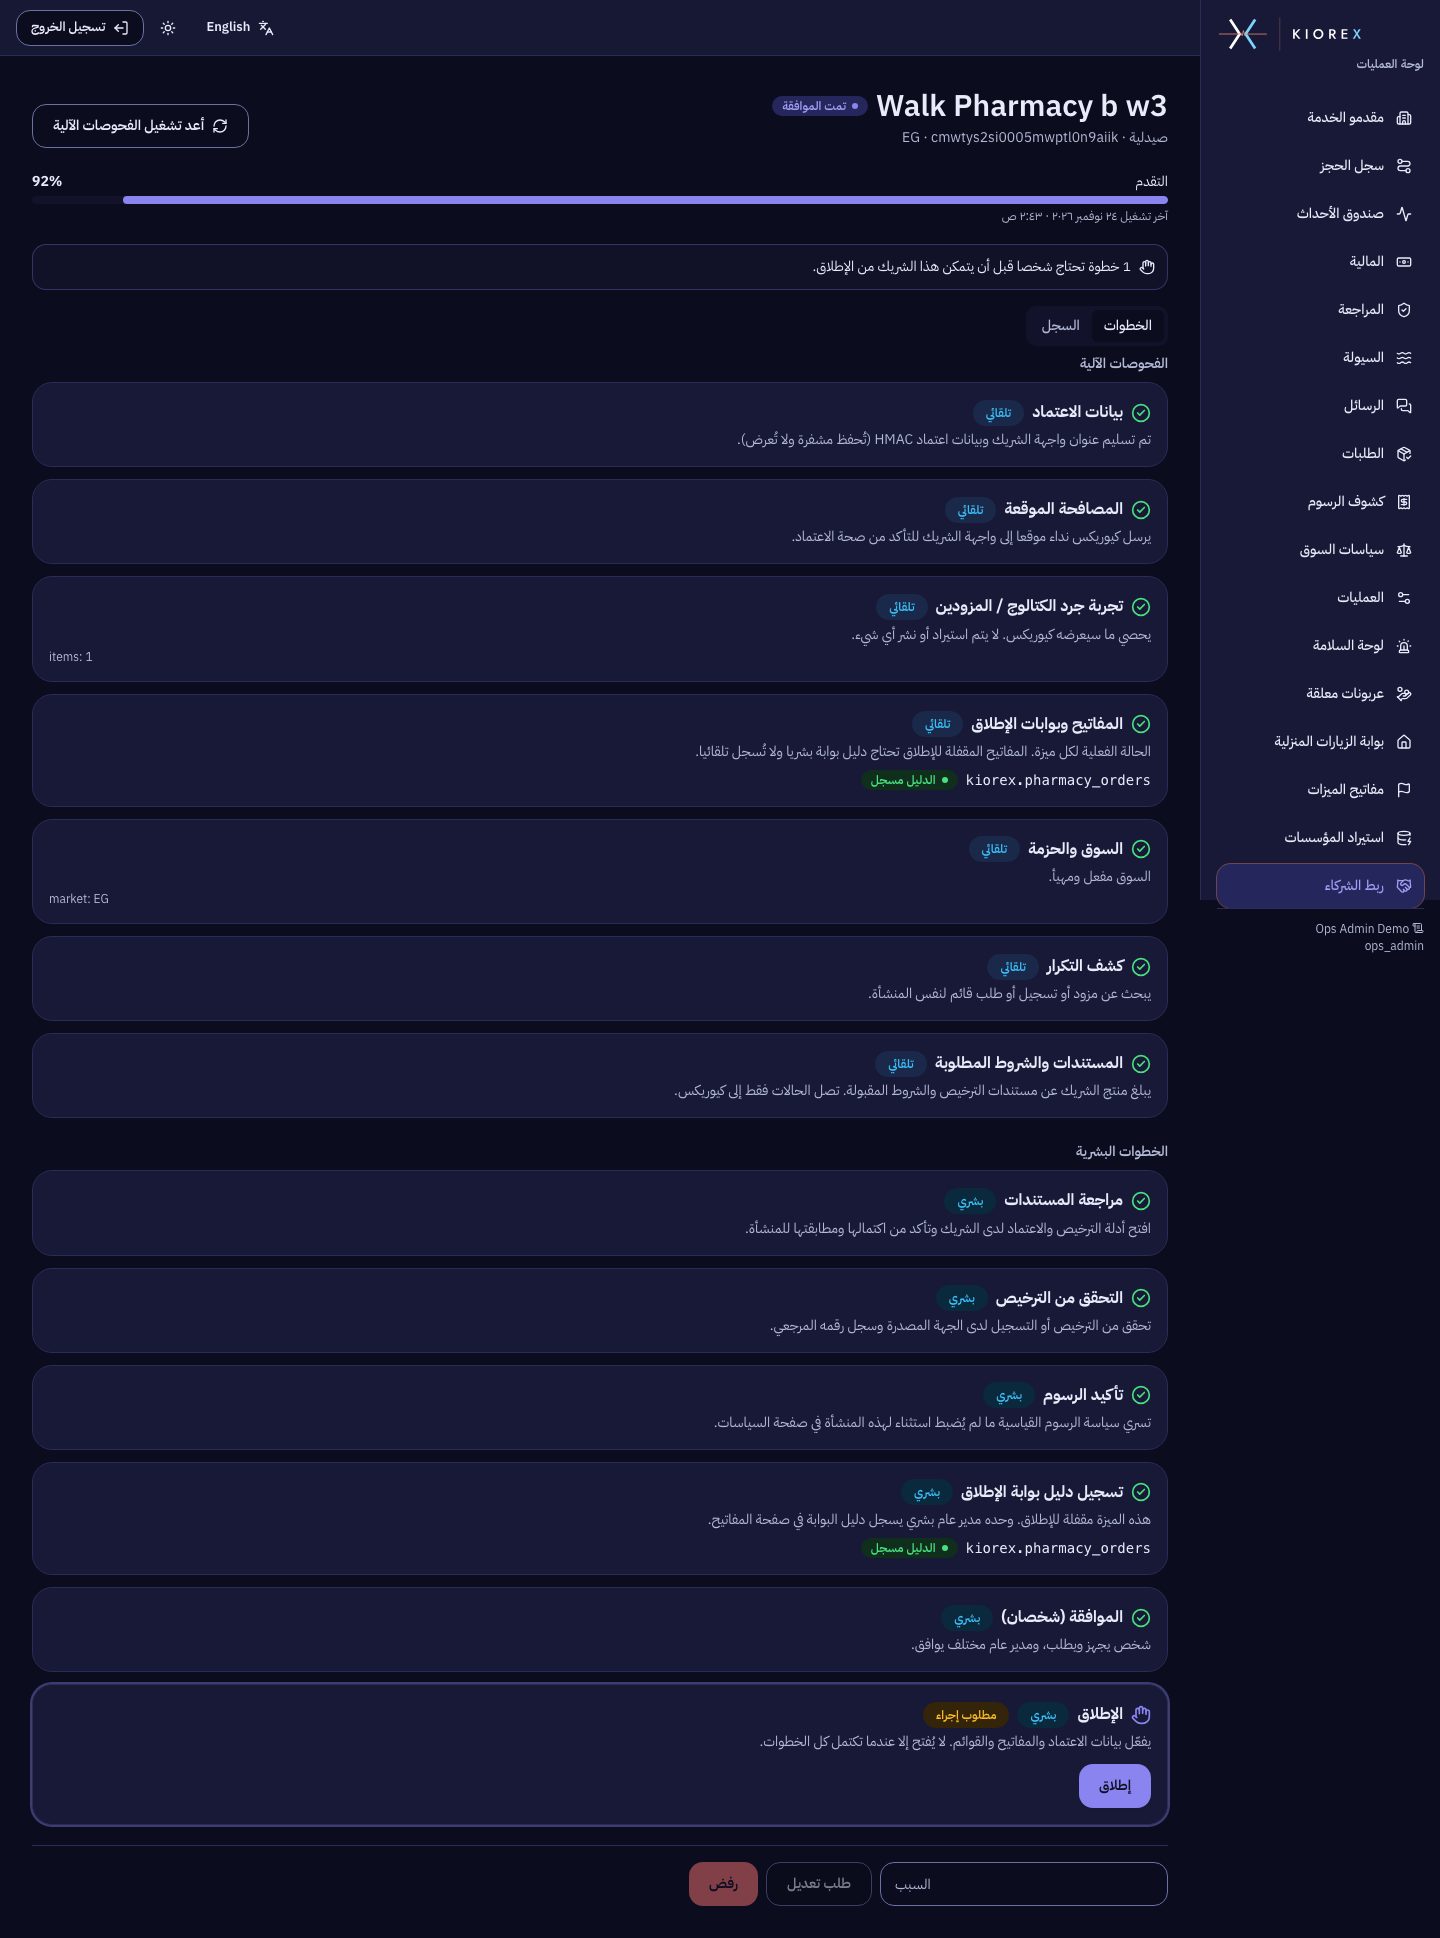 KIOREX
لوحة العمليات
مقدمو الخدمة
سجل الحجز
صندوق الأحداث
المالية
المراجعة
السيولة
الرسائل
الطلبات
كشوف الرسوم
سياسات السوق
العمليات
لوحة السلامة
عربونات معلقة
بوابة الزيارات المنزلية
مفاتيح الميزات
استيراد المؤسسات
ربط الشركاء
Ops Admin Demo
ops_admin
English
تسجيل الخروج
Walk Pharmacy b w3 تمت الموافقة
صيدلية · EG · cmwtys2si0005mwptl0n9aiik
أعد تشغيل الفحوصات الآلية
التقدم 92%
آخر تشغيل ٢٤ نوفمبر ٢٠٢٦ · ٢:٤٣ ص
1 خطوة تحتاج شخصا قبل أن يتمكن هذا الشريك من الإطلاق.
الخطوات السجل
الفحوصات الآلية
بيانات الاعتماد تلقائي
تم تسليم عنوان واجهة الشريك وبيانات اعتماد HMAC (تُحفظ مشفرة ولا تُعرض).
المصافحة الموقعة تلقائي
يرسل كيوريكس نداء موقعا إلى واجهة الشريك للتأكد من صحة الاعتماد.
تجربة جرد الكتالوج / المزودين تلقائي
يحصي ما سيعرضه كيوريكس. لا يتم استيراد أو نشر أي شيء.
items: 1
المفاتيح وبوابات الإطلاق تلقائي
الحالة الفعلية لكل ميزة. المفاتيح المقفلة للإطلاق تحتاج دليل بوابة بشريا ولا تُسجل تلقائيا.
kiorex.pharmacy_orders الدليل مسجل
السوق والحزمة تلقائي
السوق مفعل ومهيأ.
market: EG
كشف التكرار تلقائي
يبحث عن مزود أو تسجيل أو طلب قائم لنفس المنشأة.
المستندات والشروط المطلوبة تلقائي
يبلغ منتج الشريك عن مستندات الترخيص والشروط المقبولة. تصل الحالات فقط إلى كيوريكس.
الخطوات البشرية
مراجعة المستندات بشري
افتح أدلة الترخيص والاعتماد لدى الشريك وتأكد من اكتمالها ومطابقتها للمنشأة.
التحقق من الترخيص بشري
تحقق من الترخيص أو التسجيل لدى الجهة المصدرة وسجل رقمه المرجعي.
تأكيد الرسوم بشري
تسري سياسة الرسوم القياسية ما لم يُضبط استثناء لهذه المنشأة في صفحة السياسات.
تسجيل دليل بوابة الإطلاق بشري
هذه الميزة مقفلة للإطلاق. وحده مدير عام بشري يسجل دليل البوابة في صفحة المفاتيح.
kiorex.pharmacy_orders الدليل مسجل
الموافقة (شخصان) بشري
شخص يجهز ويطلب، ومدير عام مختلف يوافق.
الإطلاق بشري مطلوب إجراء
يفعّل بيانات الاعتماد والمفاتيح والقوائم. لا يُفتح إلا عندما تكتمل كل الخطوات.
إطلاق
السبب طلب تعديل رفض